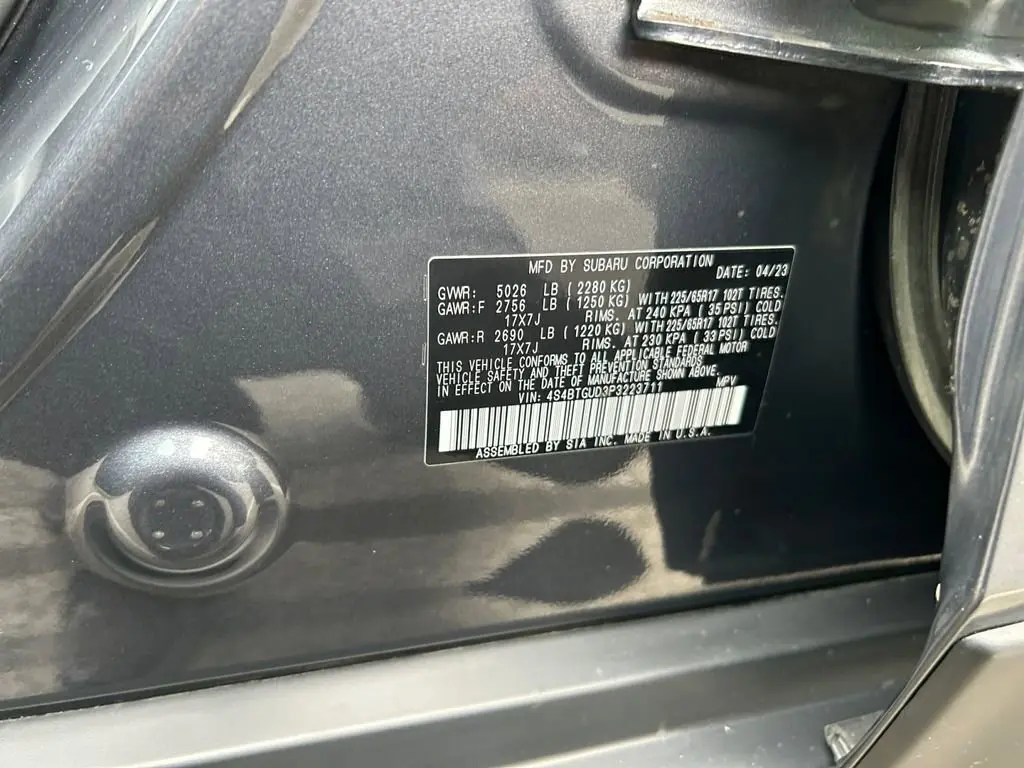 MFD BY SUBARU CORPORATION DATE: 04/23
GVWR: 5026 LB (2280 KG)
GAWR:F 2756 LB (1250 KG) WITH 225/65R17 102T TIRES.
17X7J RIMS. AT 240 KPA (35 PSI) COLD
GAWR:R 2690 LB (1220 KG) WITH 225/65R17 102T TIRES.
17X7J RIMS. AT 230 KPA (33 PSI) COLD
THIS VEHICLE CONFORMS TO ALL APPLICABLE FEDERAL MOTOR
VEHICLE SAFETY AND THEFT PREVENTION STANDARDS
IN EFFECT ON THE DATE OF MANUFACTURE SHOWN ABOVE.
VIN: 4S4BTGUD3P3223711 MPV
ASSEMBLED BY SIA INC. MADE IN U.S.A.